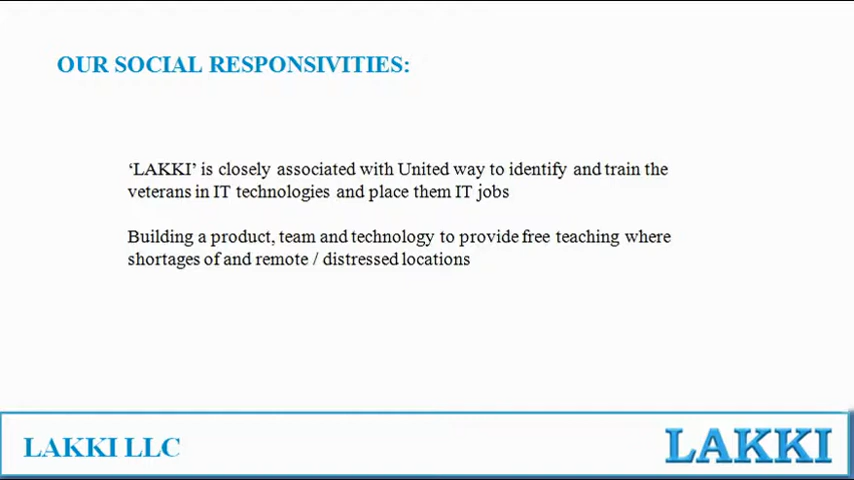 OUR SOCIAL RESPONSIVITIES:
‘LAKKI’ is closely associated with United way to identify and train the
veterans in IT technologies and place them IT jobs
Building a product, team and technology to provide free teaching where
shortages of and remote / distressed locations
LAKKI LLC
LAKKI